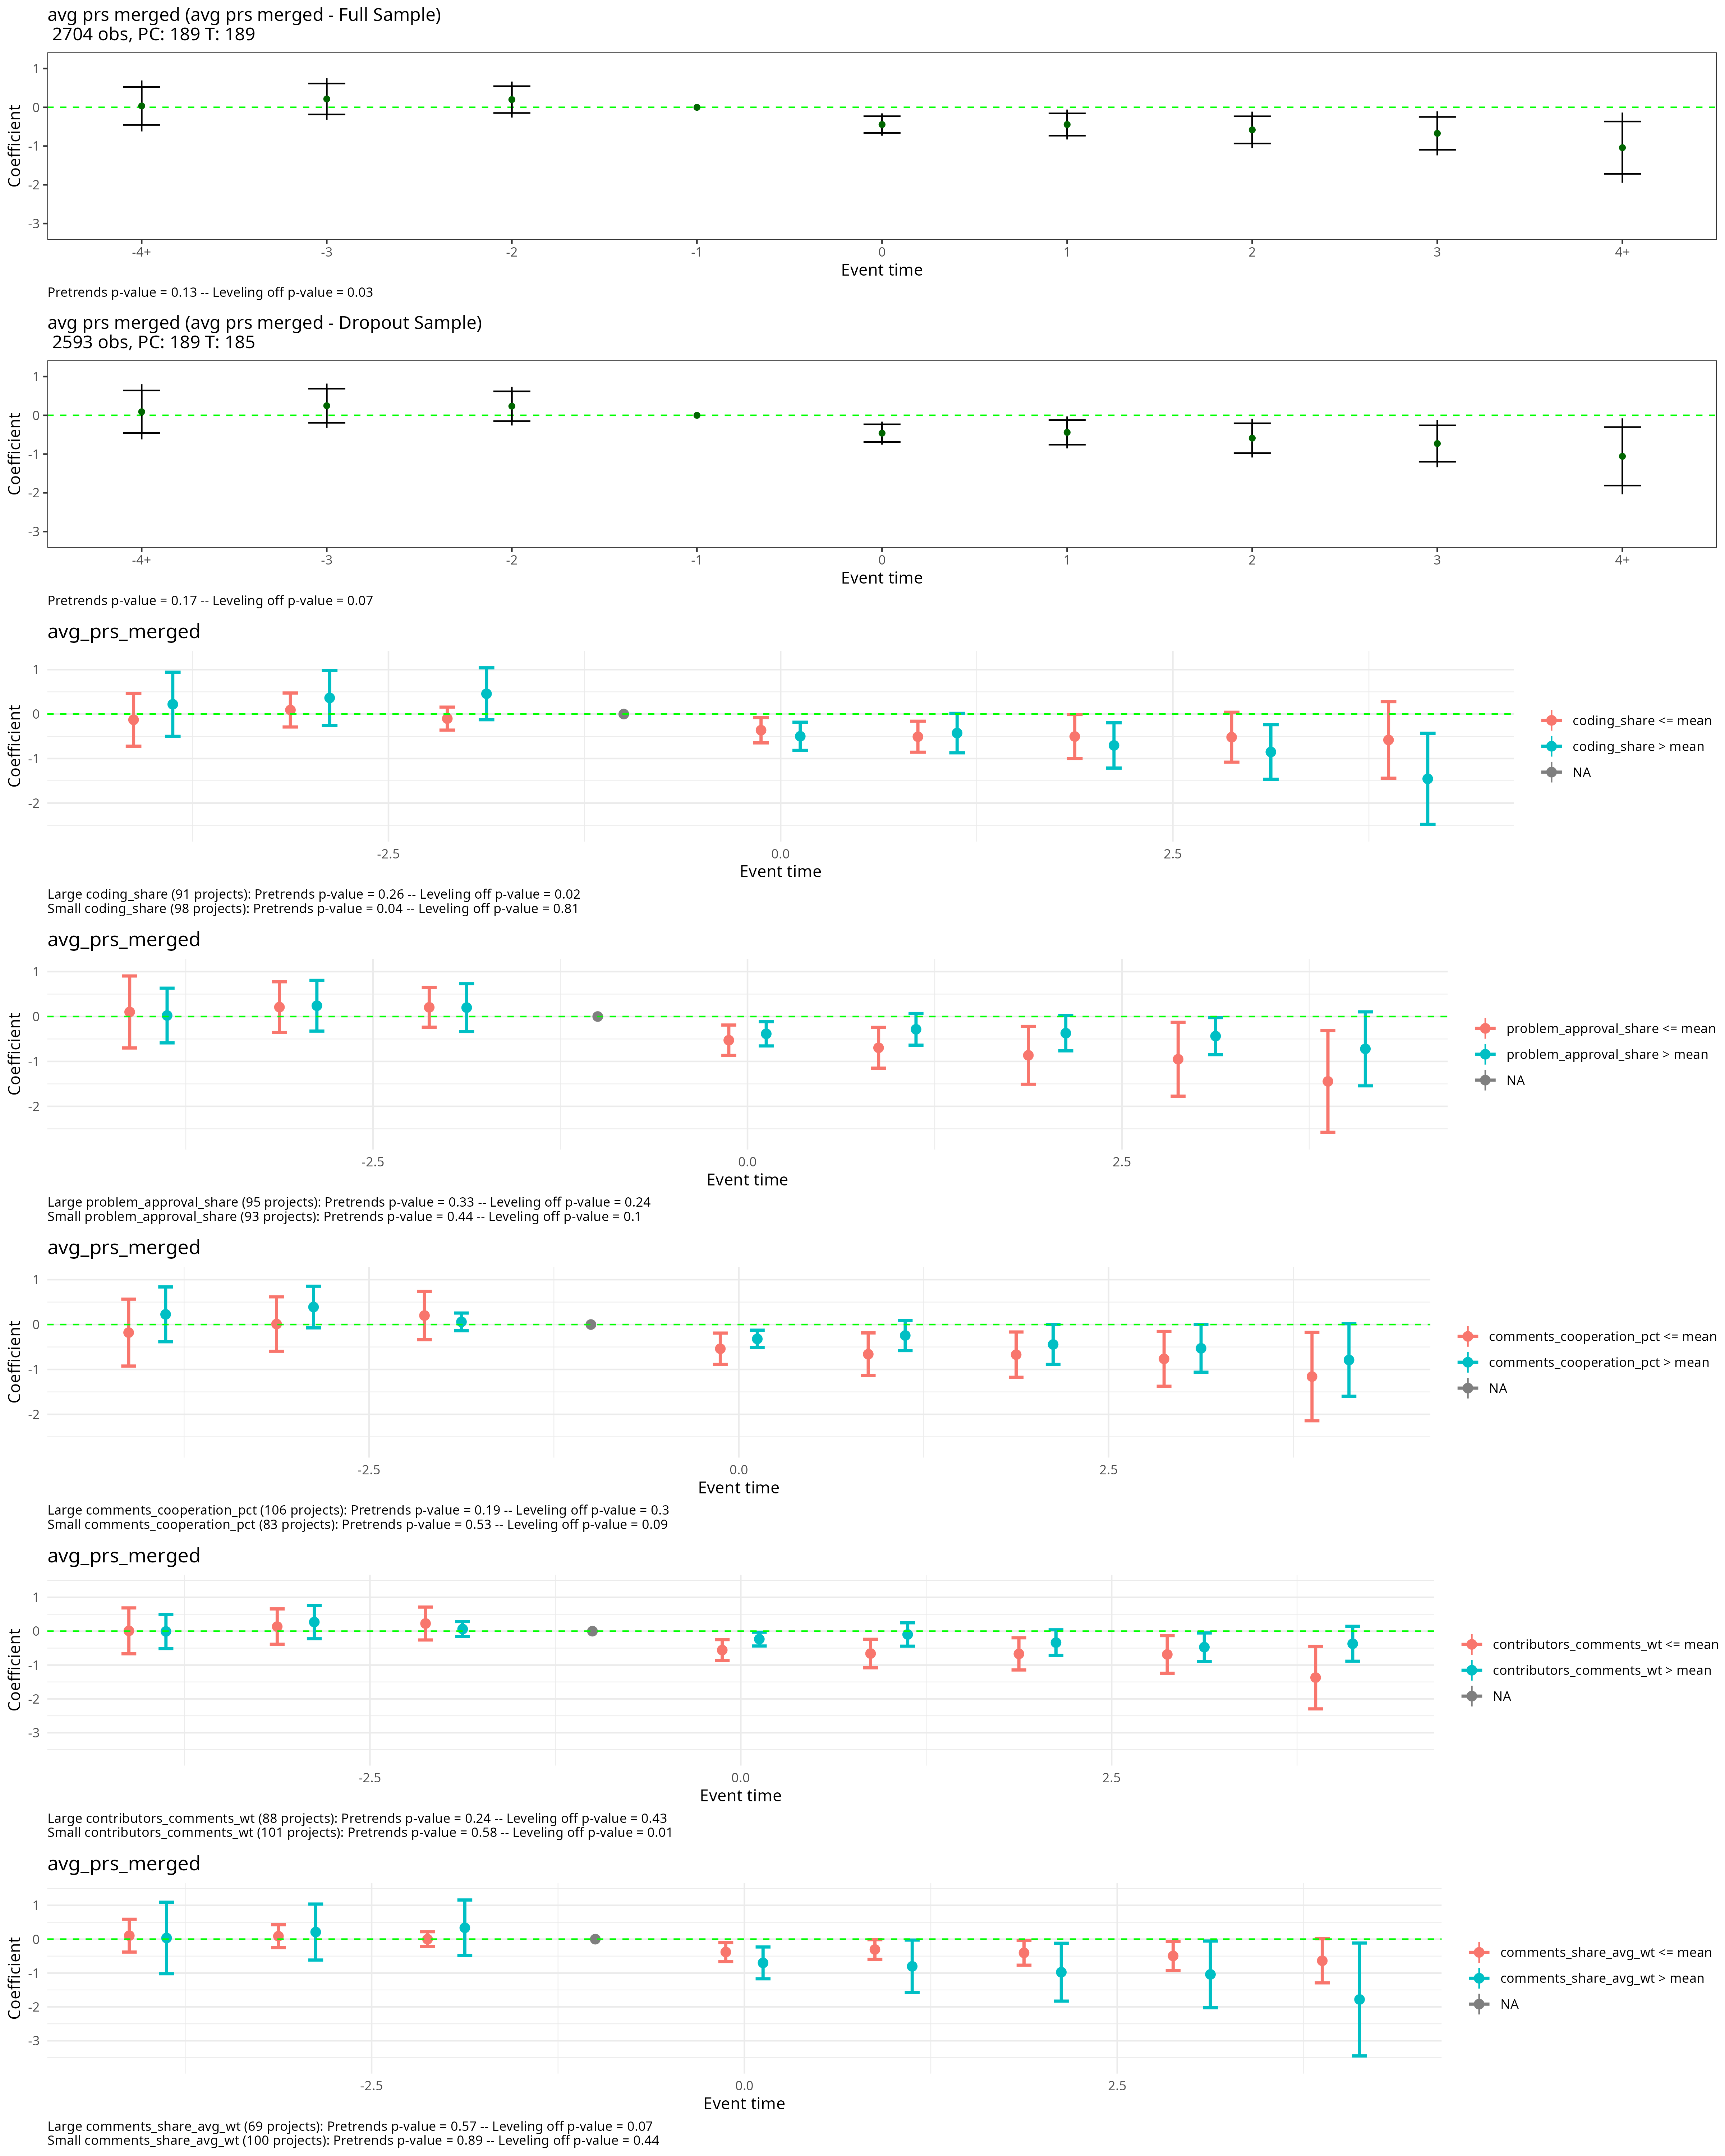 avg prs merged (avg prs merged - Full Sample)
2704 obs, PC: 189 T: 189
Coefficient
1
0
-1
-2
-3
-4+ -3 -2 -1 0 1 2 3 4+
Event time
Pretrends p-value = 0.13 -- Leveling off p-value = 0.03
avg prs merged (avg prs merged - Dropout Sample)
2593 obs, PC: 189 T: 185
Coefficient
1
0
-1
-2
-3
-4+ -3 -2 -1 0 1 2 3 4+
Event time
Pretrends p-value = 0.17 -- Leveling off p-value = 0.07
avg_prs_merged
Coefficient
1
0
-1
-2
-2.5 0.0 2.5
Event time
coding_share <= mean
coding_share > mean
NA
Large coding_share (91 projects): Pretrends p-value = 0.26 -- Leveling off p-value = 0.02
Small coding_share (98 projects): Pretrends p-value = 0.04 -- Leveling off p-value = 0.81
avg_prs_merged
Coefficient
1
0
-1
-2
-2.5 0.0 2.5
Event time
problem_approval_share <= mean
problem_approval_share > mean
NA
Large problem_approval_share (95 projects): Pretrends p-value = 0.33 -- Leveling off p-value = 0.24
Small problem_approval_share (93 projects): Pretrends p-value = 0.44 -- Leveling off p-value = 0.1
avg_prs_merged
Coefficient
1
0
-1
-2
-2.5 0.0 2.5
Event time
comments_cooperation_pct <= mean
comments_cooperation_pct > mean
NA
Large comments_cooperation_pct (106 projects): Pretrends p-value = 0.19 -- Leveling off p-value = 0.3
Small comments_cooperation_pct (83 projects): Pretrends p-value = 0.53 -- Leveling off p-value = 0.09
avg_prs_merged
Coefficient
1
0
-1
-2
-3
-2.5 0.0 2.5
Event time
contributors_comments_wt <= mean
contributors_comments_wt > mean
NA
Large contributors_comments_wt (88 projects): Pretrends p-value = 0.24 -- Leveling off p-value = 0.43
Small contributors_comments_wt (101 projects): Pretrends p-value = 0.58 -- Leveling off p-value = 0.01
avg_prs_merged
Coefficient
1
0
-1
-2
-3
-2.5 0.0 2.5
Event time
comments_share_avg_wt <= mean
comments_share_avg_wt > mean
NA
Large comments_share_avg_wt (69 projects): Pretrends p-value = 0.57 -- Leveling off p-value = 0.07
Small comments_share_avg_wt (100 projects): Pretrends p-value = 0.89 -- Leveling off p-value = 0.44